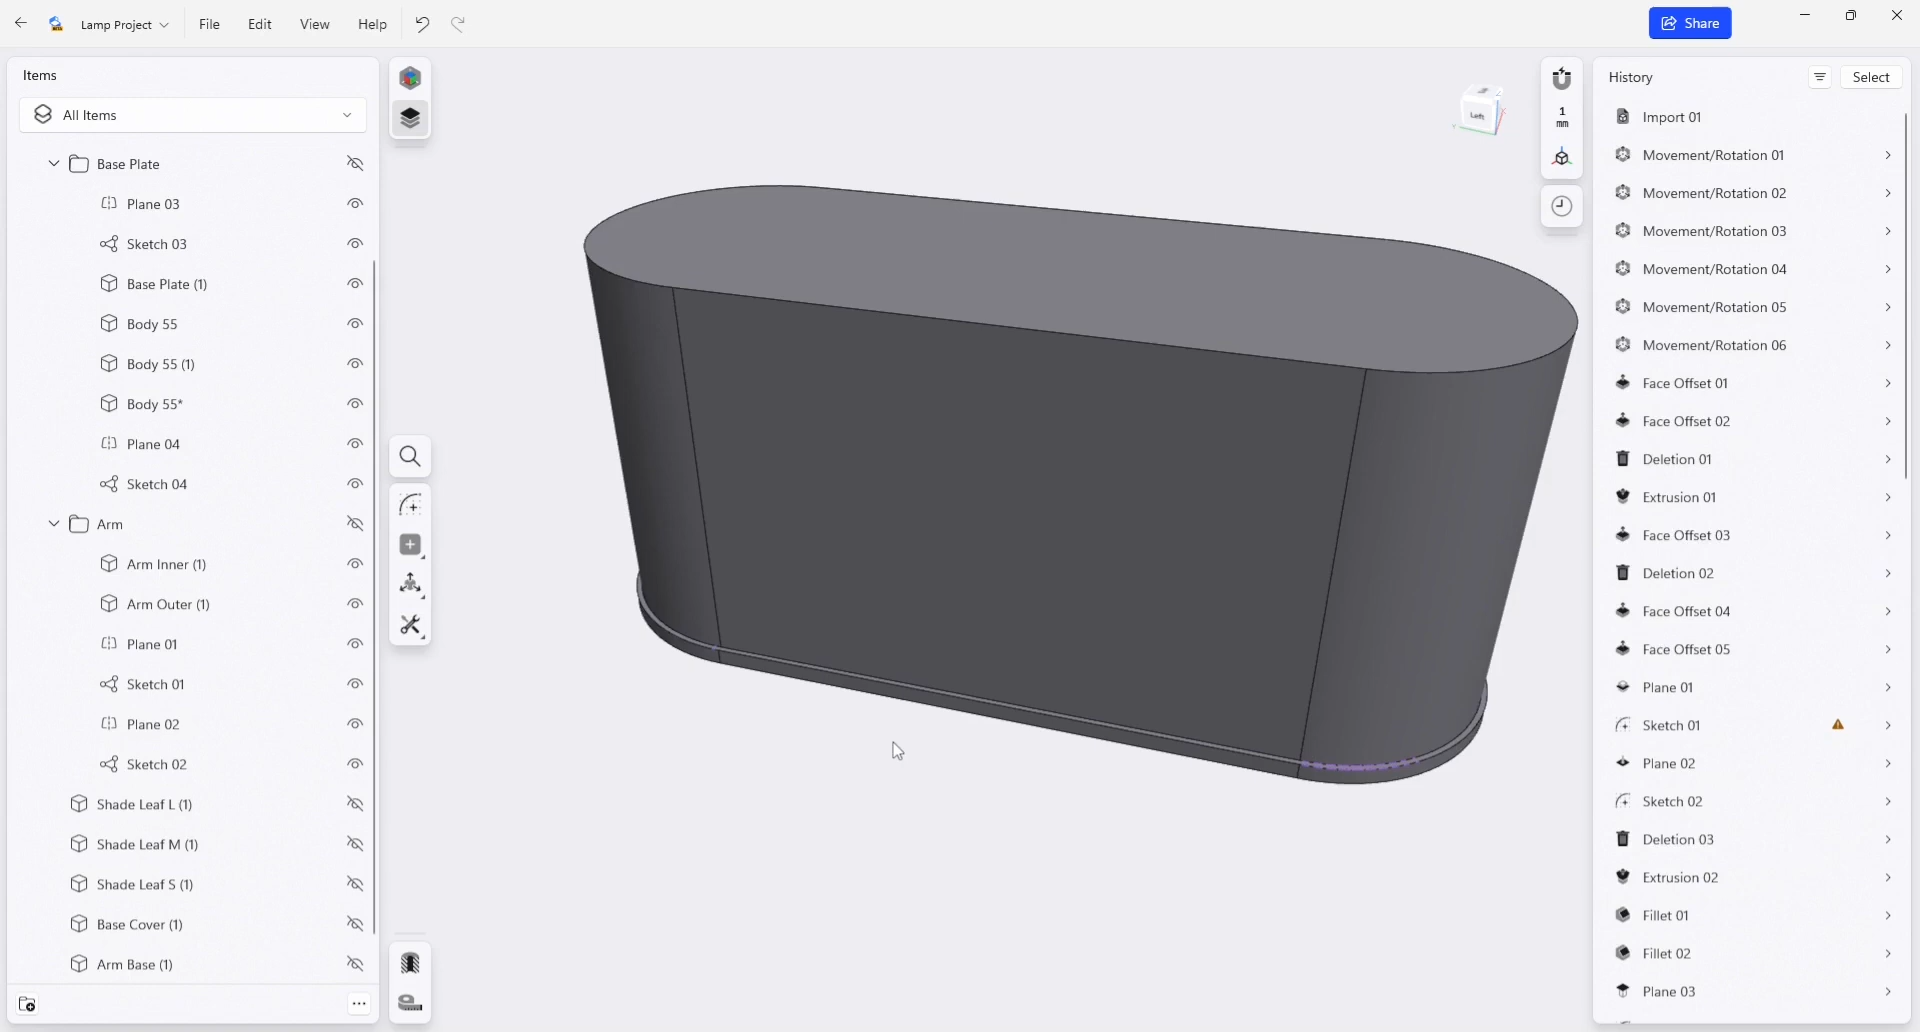 Lamp Project
File
Edit
View
Help
Share
Items
All Items
Base Plate
Plane 03
Sketch 03
Base Plate (1)
Body 55
Body 55 (1)
Body 55*
Plane 04
Sketch 04
Arm
Arm Inner (1)
Arm Outer (1)
Plane 01
Sketch 01
Plane 02
Sketch 02
Shade Leaf L (1)
Shade Leaf M (1)
Shade Leaf S (1)
Base Cover (1)
Arm Base (1)
Left
1
mm
History
Select
Import 01
Movement/Rotation 01
Movement/Rotation 02
Movement/Rotation 03
Movement/Rotation 04
Movement/Rotation 05
Movement/Rotation 06
Face Offset 01
Face Offset 02
Deletion 01
Extrusion 01
Face Offset 03
Deletion 02
Face Offset 04
Face Offset 05
Plane 01
Sketch 01
Plane 02
Sketch 02
Deletion 03
Extrusion 02
Fillet 01
Fillet 02
Plane 03